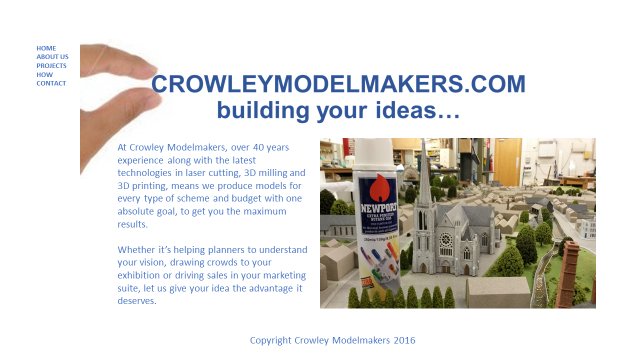 HOME
ABOUT US
PROJECTS
HOW
CONTACT
CROWLEYMODELMAKERS.COM
building your ideas…
At Crowley Modelmakers, over 40 years
experience along with the latest
technologies in laser cutting, 3D milling and
3D printing, means we produce models for
every type of scheme and budget with one
absolute goal, to get you the maximum
results.
Whether it's helping planners to understand
your vision, drawing crowds to your
exhibition or driving sales in your marketing
suite, let us give your idea the advantage it
deserves.
NEWPORT
Copyright Crowley Modelmakers 2016